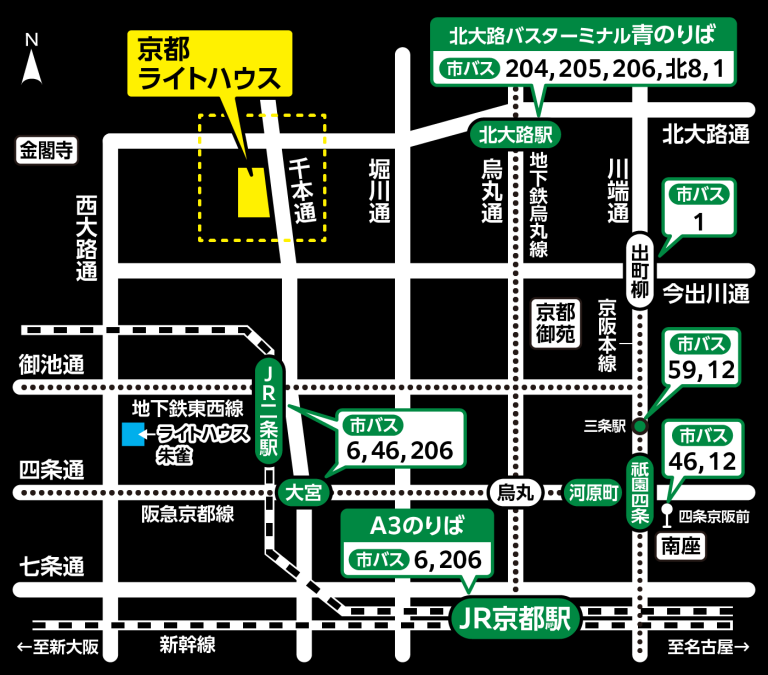 N
京都
ライトハウス
北大路バスターミナル青のりば
市バス 204,205,206,北8,1
金閣寺
北大路駅
北大路通
千本通
堀川通
烏丸通
地下鉄烏丸線
川端通
市バス
1
西大路通
出町柳
今出川通
京都
御苑
京阪本線
市バス
59,12
御池通
JR二条駅
地下鉄東西線
←ライトハウス
朱雀
市バス
6,46,206
三条駅
市バス
46,12
四条通
大宮
烏丸
河原町
祇園四条
阪急京都線
四条京阪前
A3のりば
市バス 6,206
南座
七条通
JR京都駅
←至新大阪
新幹線
至名古屋→